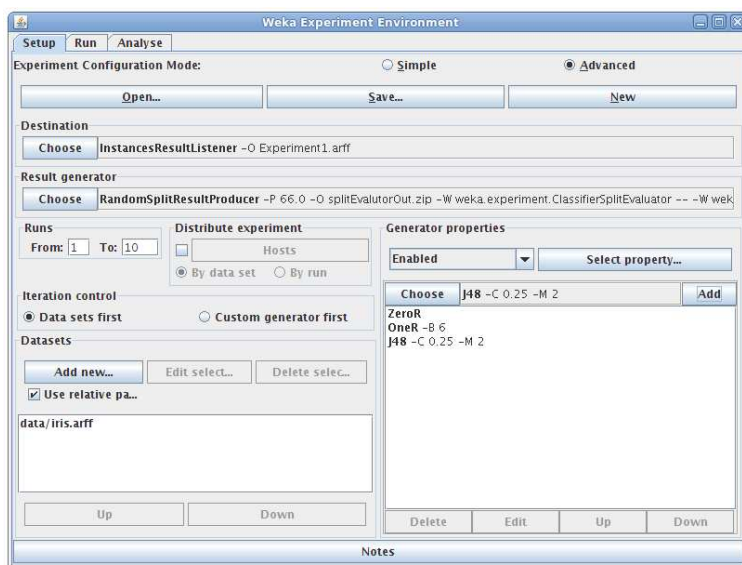 Weka Experiment Environment
Setup Run Analyse
Experiment Configuration Mode: Simple Advanced
Open... Save... New
Destination
Choose InstancesResultListener -O Experiment1.arff
Result generator
Choose RandomSplitResultProducer -P 66.0 -O splitEvalutorOut.zip -W weka.experiment.ClassifierSplitEvaluator -- -W wek
Runs
From: 1 To: 10
Distribute experiment
Hosts
By data set By run
Generator properties
Enabled Select property...
Iteration control
Data sets first Custom generator first
Choose J48 -C 0.25 -M 2 Add
ZeroR
OneR -B 6
J48 -C 0.25 -M 2
Datasets
Add new... Edit select... Delete selec...
Use relative pa...
data/iris.arff
Up Down
Delete Edit Up Down
Notes